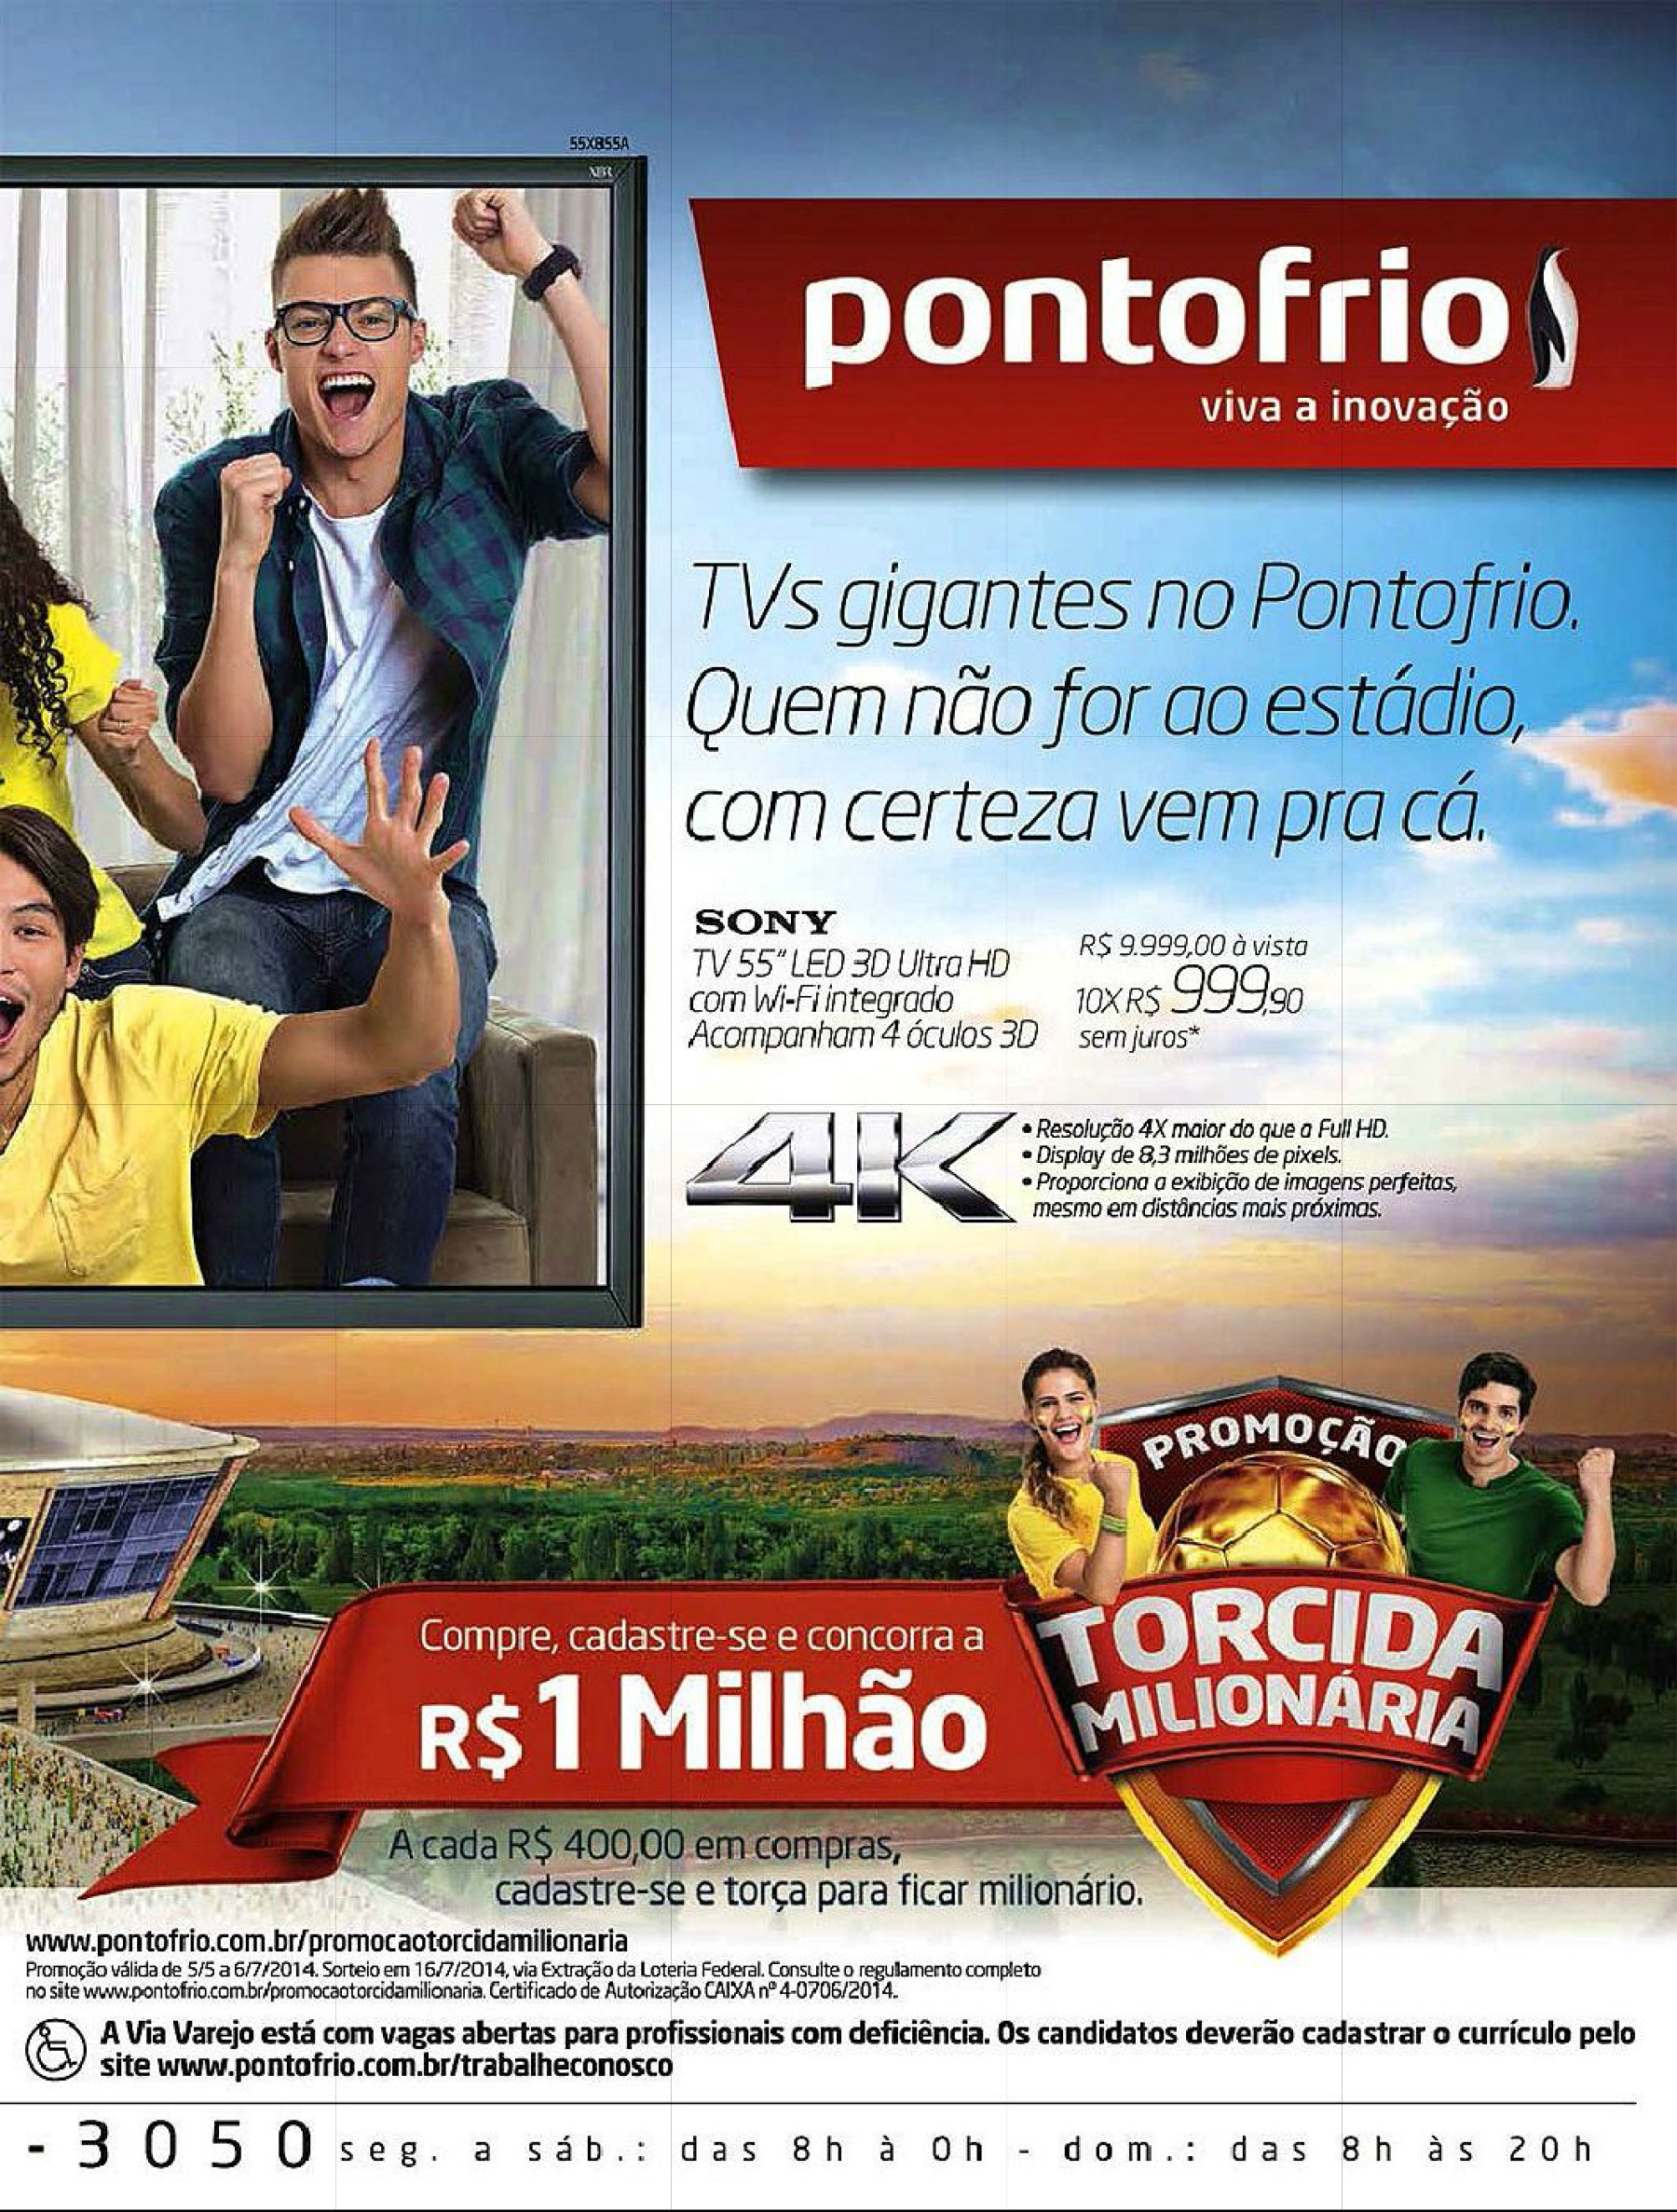 55X855A
XBR
pontofrio
viva a inovação
TVs gigantes no Pontofrio.
Quem não for ao estádio,
com certeza vem pra cá.
SONY
TV 55" LED 3D Ultra HD
com Wi-Fi integrado
Acompanham 4 óculos 3D
R$ 9.999,00 à vista
10X R$ 999,90
sem juros*
4K
• Resolução 4X maior do que a Full HD.
• Display de 8,3 milhões de pixels.
• Proporciona a exibição de imagens perfeitas,
mesmo em distâncias mais próximas.
PROMOÇÃO
TORCIDA
MILIONÁRIA
Compre, cadastre-se e concorra a
R$ 1 Milhão
A cada R$ 400,00 em compras,
cadastre-se e torça para ficar milionário.
www.pontofrio.com.br/promocaotorcidamilionaria
Promoção válida de 5/5 a 6/7/2014. Sorteio em 16/7/2014, via Extração da Loteria Federal. Consulte o regulamento completo
no site www.pontofrio.com.br/promocaotorcidamilionaria. Certificado de Autorização CAIXA nº 4-0706/2014.
A Via Varejo está com vagas abertas para profissionais com deficiência. Os candidatos deverão cadastrar o currículo pelo
site www.pontofrio.com.br/trabalheconosco
- 3050 seg. a sáb.: das 8h à 0h - dom.: das 8h às 20h